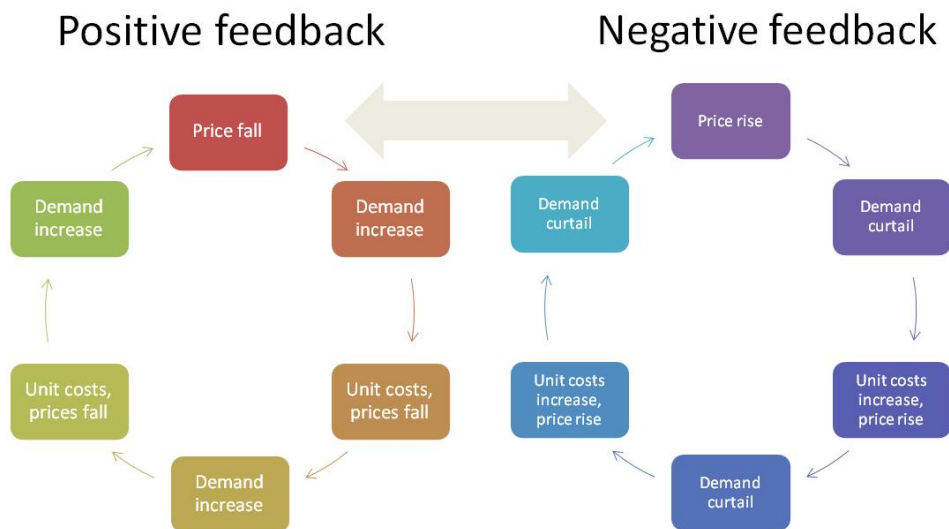 Positive feedback
Negative feedback
Price fall
Demand
increase
Demand
increase
Unit costs,
prices fall
Unit costs,
prices fall
Demand
increase
Price rise
Demand
curtail
Demand
curtail
Unit costs
increase,
price rise
Unit costs
increase,
price rise
Demand
curtail